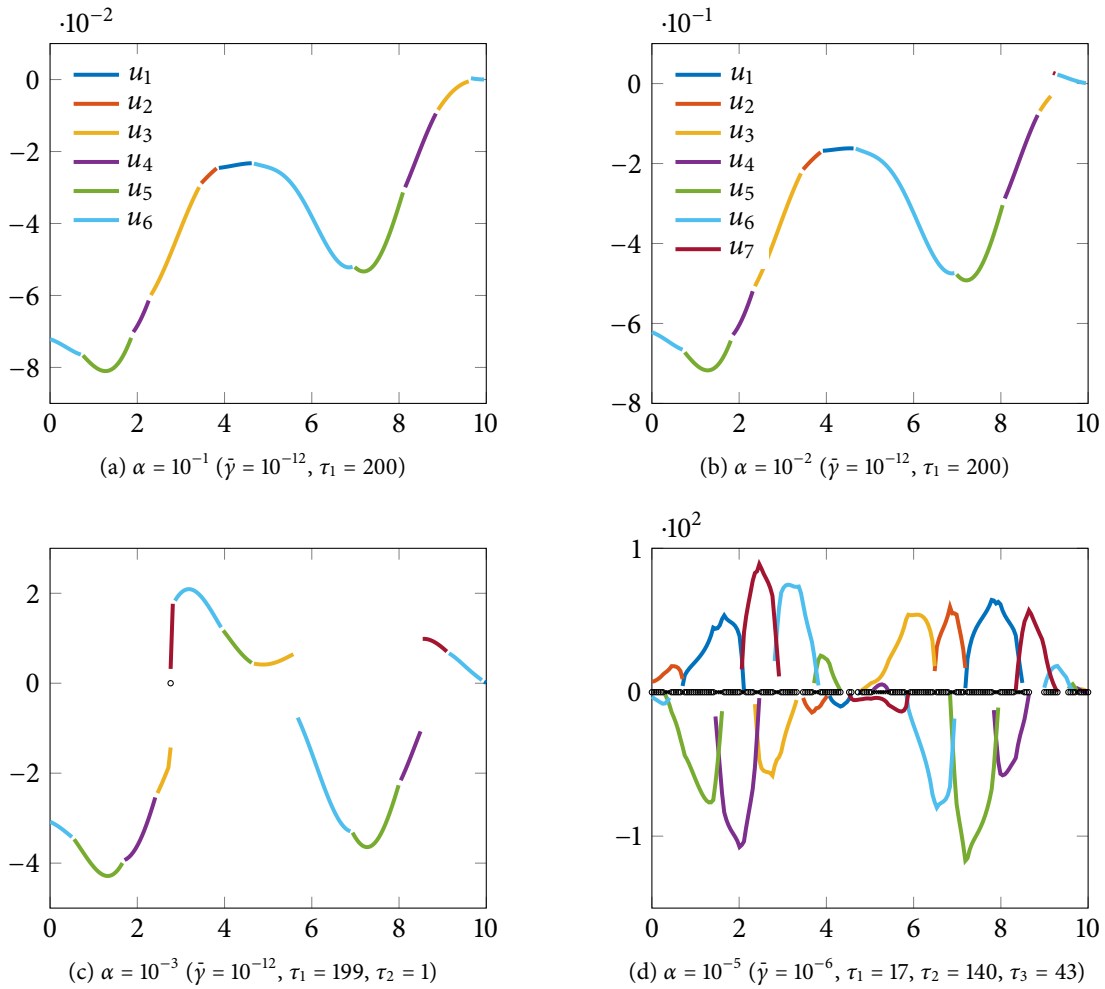 ·10⁻²
0
−2
−4
−6
−8
0 2 4 6 8 10
u₁
u₂
u₃
u₄
u₅
u₆
(a) α = 10⁻¹ (γ̄ = 10⁻¹², τ₁ = 200)
·10⁻¹
0
−2
−4
−6
−8
0 2 4 6 8 10
u₁
u₂
u₃
u₄
u₅
u₆
u₇
(b) α = 10⁻² (γ̄ = 10⁻¹², τ₁ = 200)
2
0
−2
−4
0 2 4 6 8 10
(c) α = 10⁻³ (γ̄ = 10⁻¹², τ₁ = 199, τ₂ = 1)
·10²
1
0
−1
0 2 4 6 8 10
(d) α = 10⁻⁵ (γ̄ = 10⁻⁶, τ₁ = 17, τ₂ = 140, τ₃ = 43)